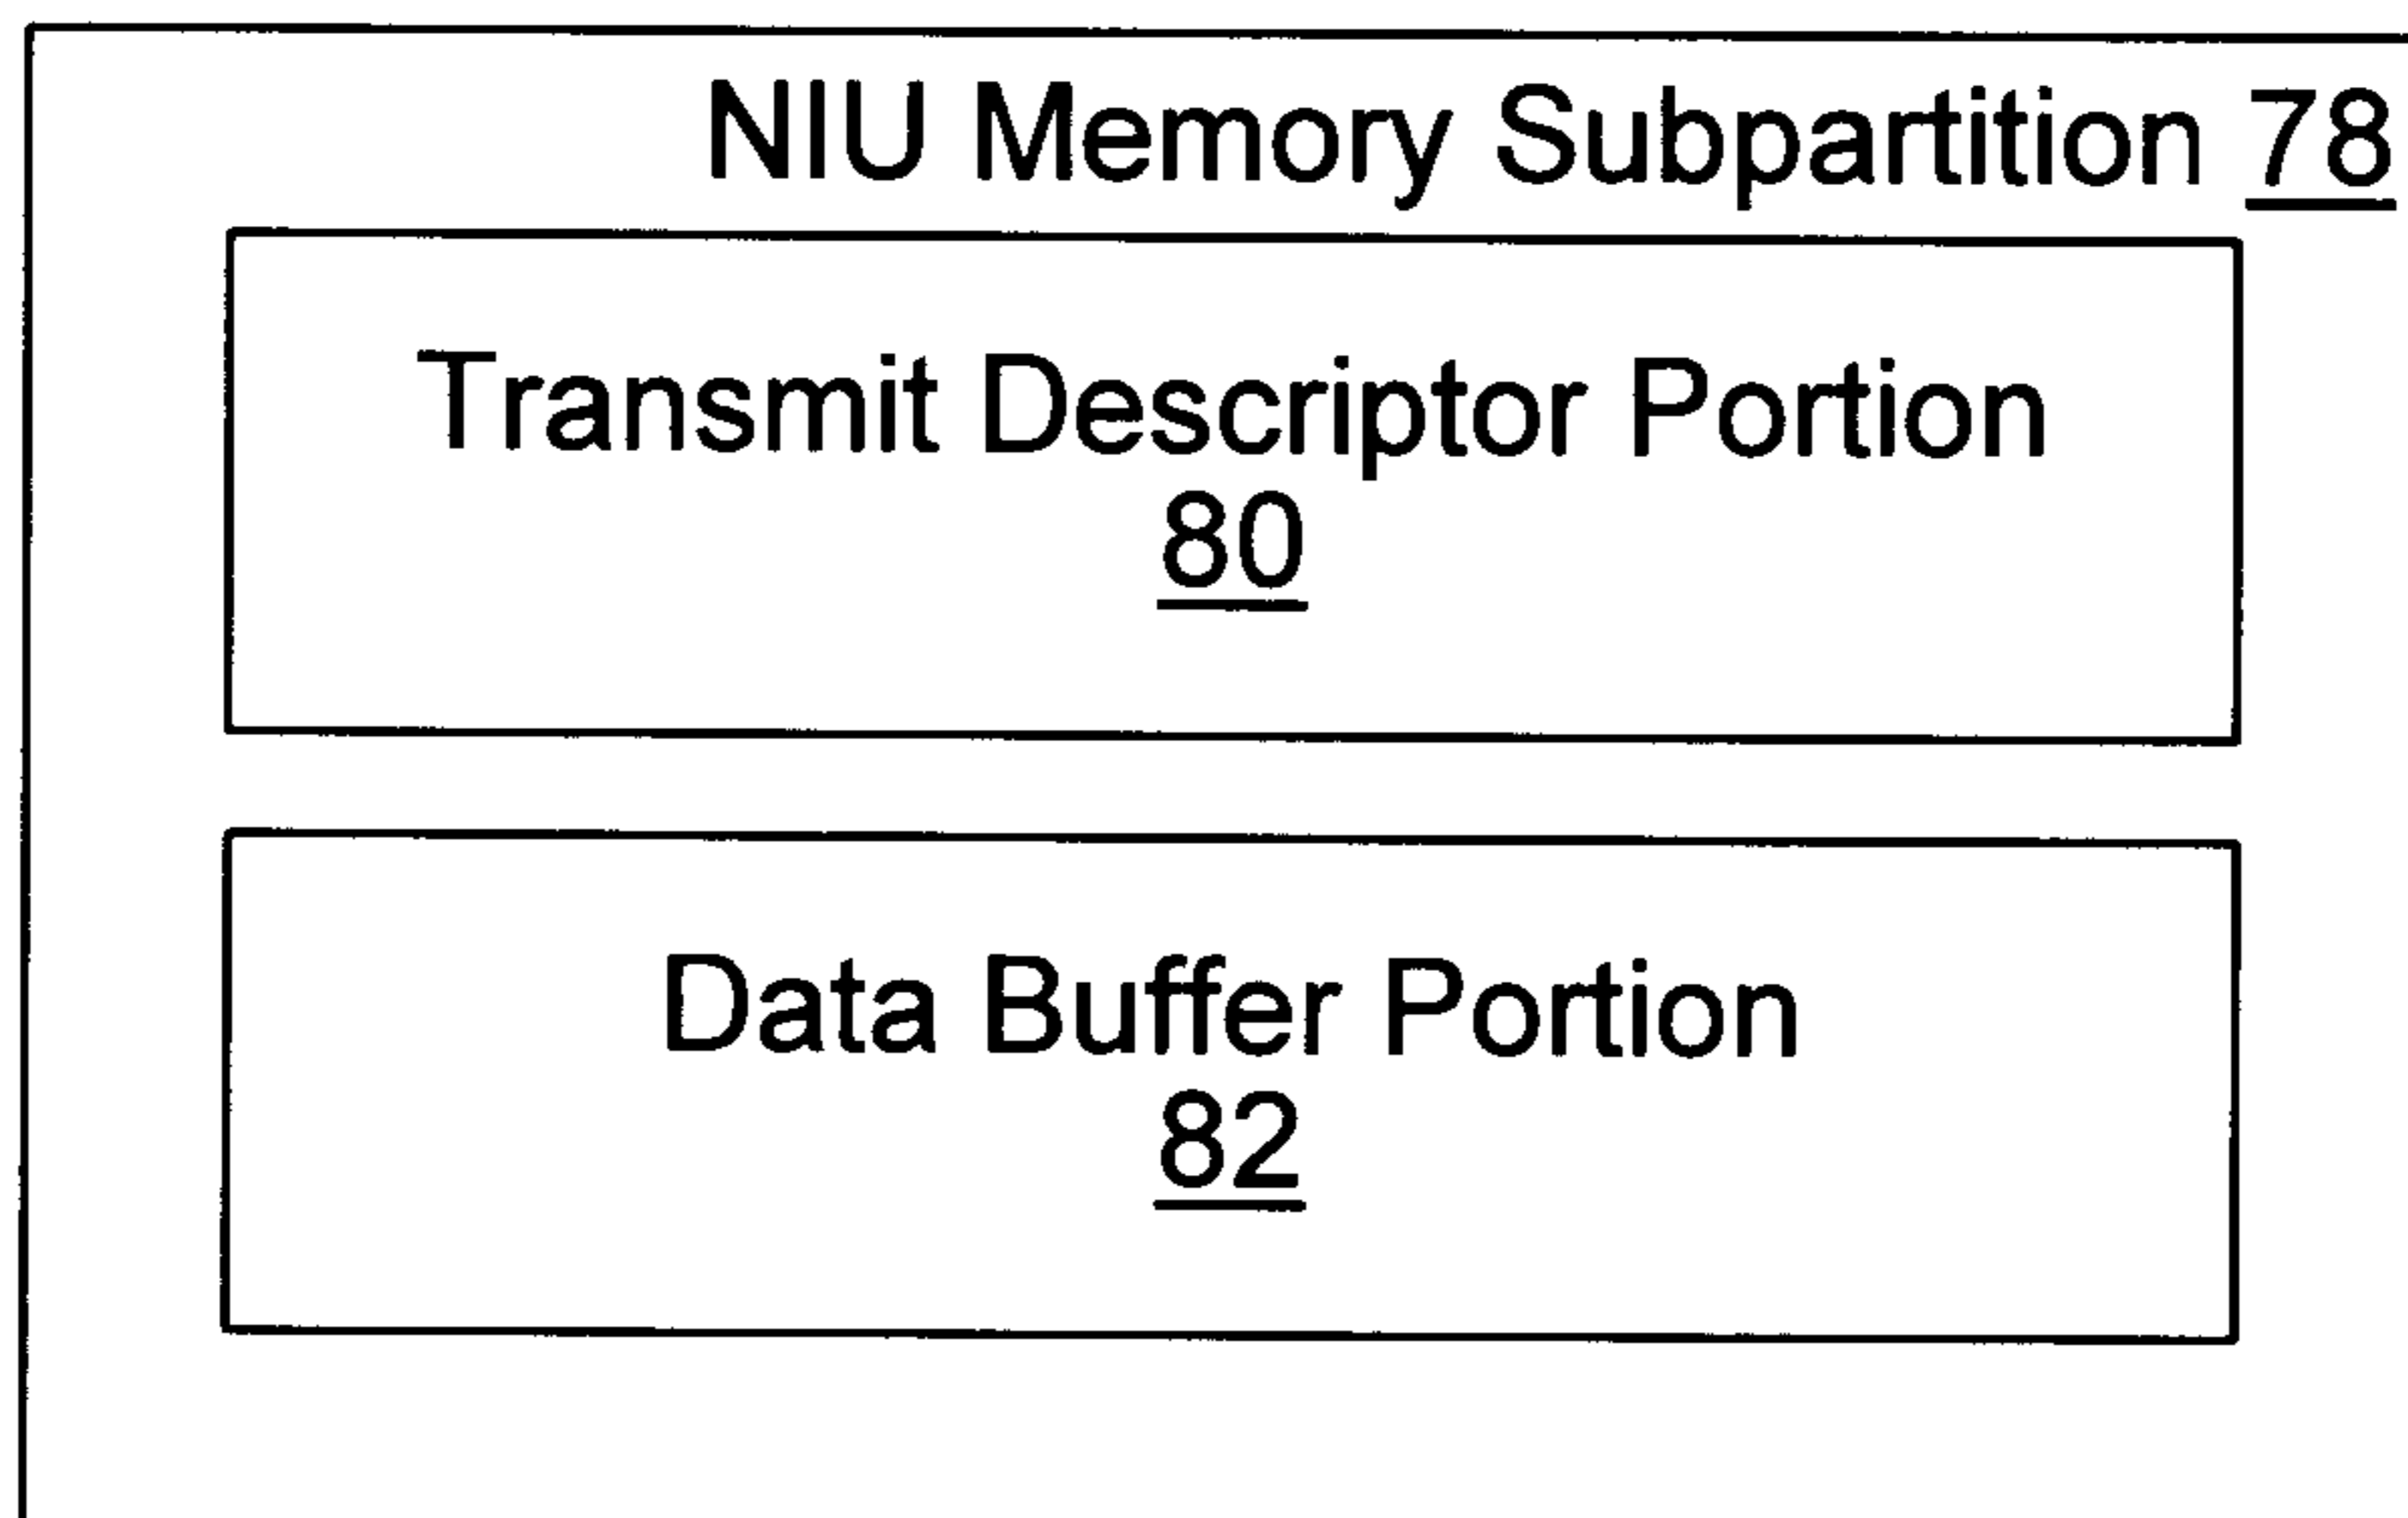 NIU Memory Subpartition 78
Transmit Descriptor Portion
80
Data Buffer Portion
82